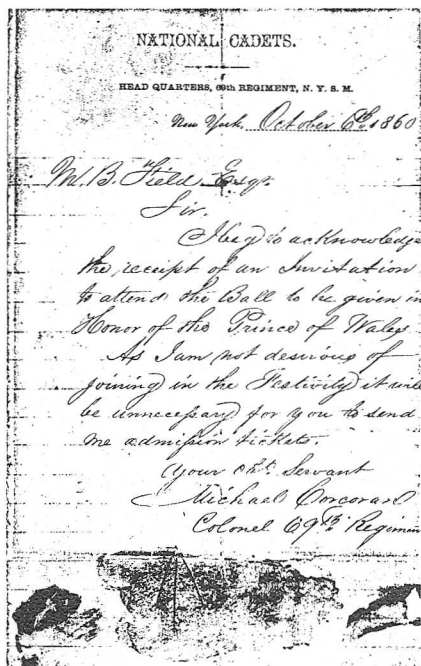 NATIONAL CADETS.
HEAD QUARTERS, 69th REGIMENT, N. Y. S. M.
New York, October 6th 1860
M. B. Field Esqr.
Sir.
I beg to acknowledge
the receipt of an Invitation
to attend the Ball to be given in
Honor of the Prince of Wales.
As I am not desirous of
joining in the Festivity it will
be unnecessary for you to send
me admission tickets.
Your obt. Servant
Michael Corcoran
Colonel 69th Regimen